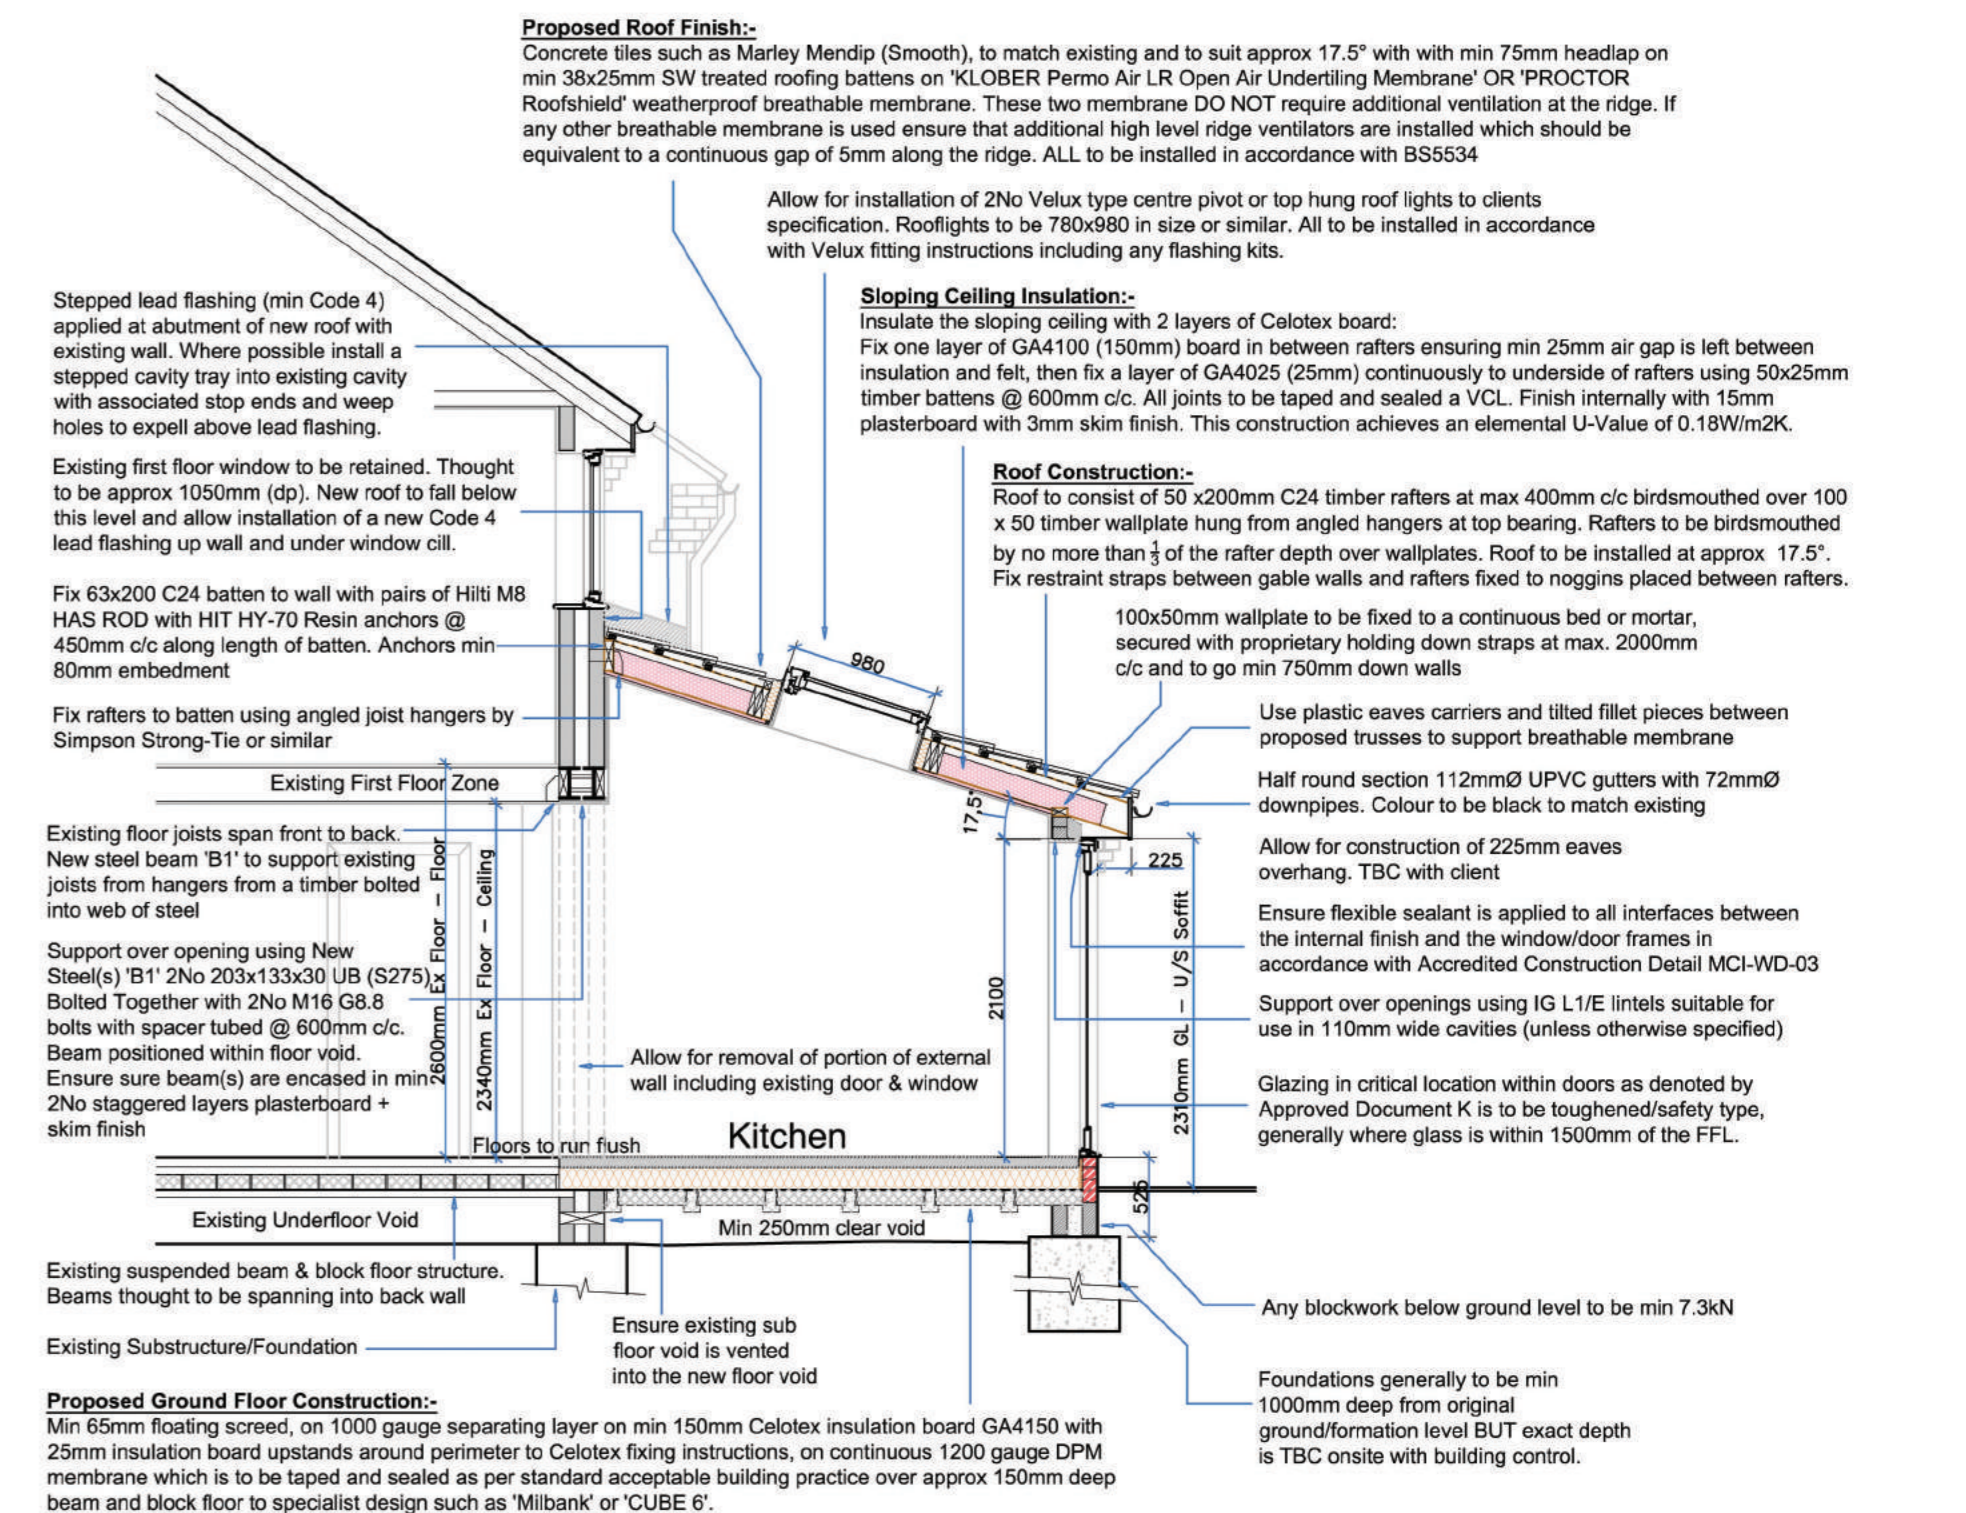 Proposed Roof Finish:-
Concrete tiles such as Marley Mendip (Smooth), to match existing and to suit approx 17.5° with with min 75mm headlap on
min 38x25mm SW treated roofing battens on 'KLOBER Permo Air LR Open Air Undertiling Membrane' OR 'PROCTOR
Roofshield' weatherproof breathable membrane. These two membrane DO NOT require additional ventilation at the ridge. If
any other breathable membrane is used ensure that additional high level ridge ventilators are installed which should be
equivalent to a continuous gap of 5mm along the ridge. ALL to be installed in accordance with BS5534
Allow for installation of 2No Velux type centre pivot or top hung roof lights to clients
specification. Rooflights to be 780x980 in size or similar. All to be installed in accordance
with Velux fitting instructions including any flashing kits.
Sloping Ceiling Insulation:-
Insulate the sloping ceiling with 2 layers of Celotex board:
Fix one layer of GA4100 (150mm) board in between rafters ensuring min 25mm air gap is left between
insulation and felt, then fix a layer of GA4025 (25mm) continuously to underside of rafters using 50x25mm
timber battens @ 600mm c/c. All joints to be taped and sealed a VCL. Finish internally with 15mm
plasterboard with 3mm skim finish. This construction achieves an elemental U-Value of 0.18W/m2K.
Stepped lead flashing (min Code 4)
applied at abutment of new roof with
existing wall. Where possible install a
stepped cavity tray into existing cavity
with associated stop ends and weep
holes to expell above lead flashing.
Existing first floor window to be retained. Thought
to be approx 1050mm (dp). New roof to fall below
this level and allow installation of a new Code 4
lead flashing up wall and under window cill.
Roof Construction:-
Roof to consist of 50 x200mm C24 timber rafters at max 400mm c/c birdsmouthed over 100
x 50 timber wallplate hung from angled hangers at top bearing. Rafters to be birdsmouthed
by no more than 1/3 of the rafter depth over wallplates. Roof to be installed at approx 17.5°.
Fix restraint straps between gable walls and rafters fixed to noggins placed between rafters.
Fix 63x200 C24 batten to wall with pairs of Hilti M8
HAS ROD with HIT HY-70 Resin anchors @
450mm c/c along length of batten. Anchors min
80mm embedment
100x50mm wallplate to be fixed to a continuous bed or mortar,
secured with proprietary holding down straps at max. 2000mm
c/c and to go min 750mm down walls
980
Fix rafters to batten using angled joist hangers by
Simpson Strong-Tie or similar
Use plastic eaves carriers and tilted fillet pieces between
proposed trusses to support breathable membrane
Existing First Floor Zone
Half round section 112mmØ UPVC gutters with 72mmØ
downpipes. Colour to be black to match existing
17,5°
Existing floor joists span front to back.
New steel beam 'B1' to support existing
joists from hangers from a timber bolted
into web of steel
225
Allow for construction of 225mm eaves
overhang. TBC with client
Ensure flexible sealant is applied to all interfaces between
the internal finish and the window/door frames in
accordance with Accredited Construction Detail MCI-WD-03
Support over opening using New
Steel(s) 'B1' 2No 203x133x30 UB (S275)
Bolted Together with 2No M16 G8.8
bolts with spacer tubed @ 600mm c/c.
Beam positioned within floor void.
Ensure sure beam(s) are encased in min
2No staggered layers plasterboard +
skim finish
2600mm Ex Floor - Floor
2340mm Ex Floor - Ceiling
2100
2310mm GL - U/S Soffit
Support over openings using IG L1/E lintels suitable for
use in 110mm wide cavities (unless otherwise specified)
Allow for removal of portion of external
wall including existing door & window
Glazing in critical location within doors as denoted by
Approved Document K is to be toughened/safety type,
generally where glass is within 1500mm of the FFL.
Kitchen
Floors to run flush
525
Existing Underfloor Void
Min 250mm clear void
Existing suspended beam & block floor structure.
Beams thought to be spanning into back wall
Any blockwork below ground level to be min 7.3kN
Existing Substructure/Foundation
Ensure existing sub
floor void is vented
into the new floor void
Foundations generally to be min
1000mm deep from original
ground/formation level BUT exact depth
is TBC onsite with building control.
Proposed Ground Floor Construction:-
Min 65mm floating screed, on 1000 gauge separating layer on min 150mm Celotex insulation board GA4150 with
25mm insulation board upstands around perimeter to Celotex fixing instructions, on continuous 1200 gauge DPM
membrane which is to be taped and sealed as per standard acceptable building practice over approx 150mm deep
beam and block floor to specialist design such as 'Milbank' or 'CUBE 6'.